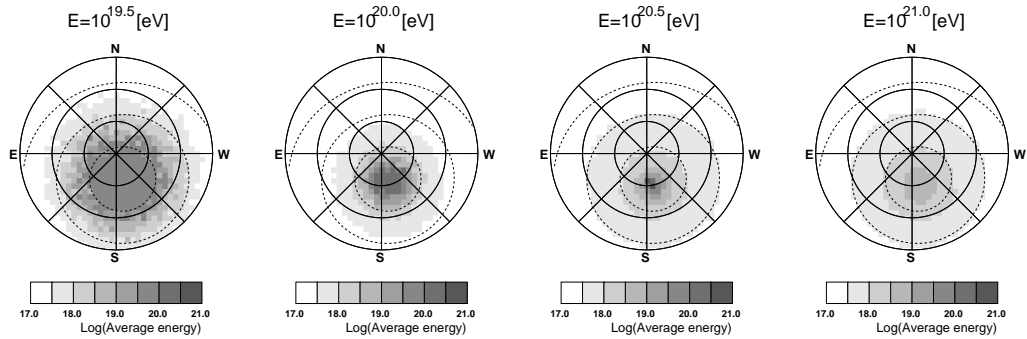 E=10^19.5 [eV]
N
E
W
S
17.0 18.0 19.0 20.0 21.0
Log(Average energy)
E=10^20.0 [eV]
N
E
W
S
17.0 18.0 19.0 20.0 21.0
Log(Average energy)
E=10^20.5 [eV]
N
E
W
S
17.0 18.0 19.0 20.0 21.0
Log(Average energy)
E=10^21.0 [eV]
N
E
W
S
17.0 18.0 19.0 20.0 21.0
Log(Average energy)